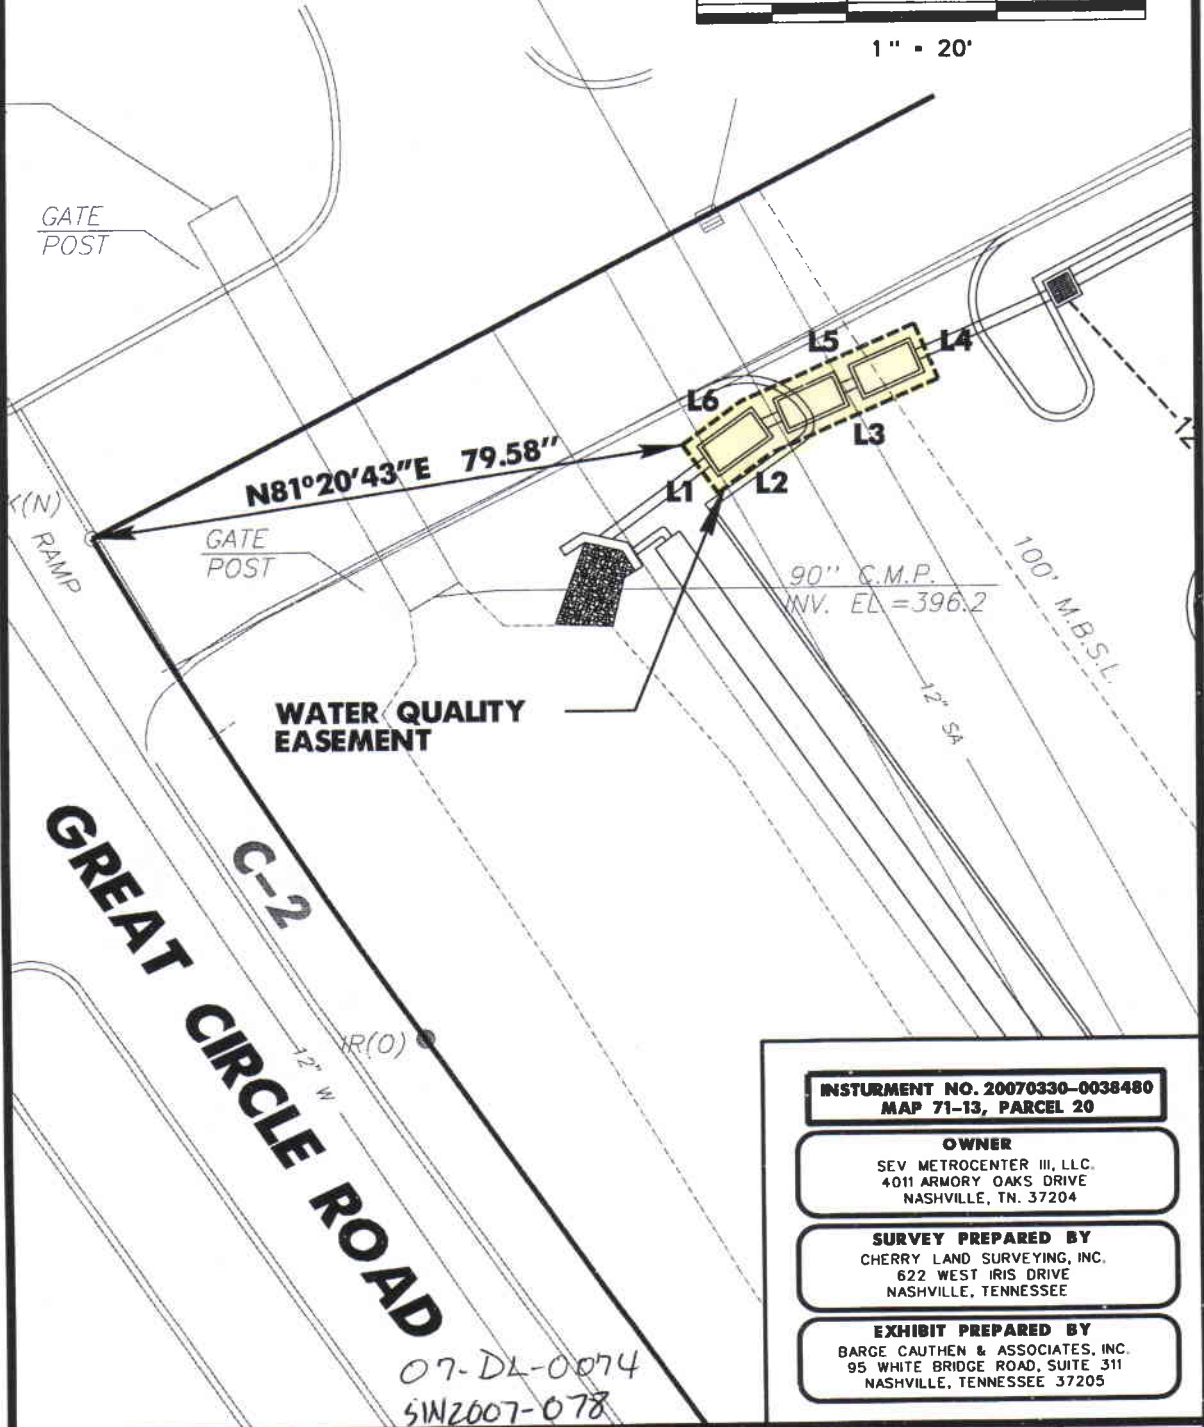 1" = 20'
GATE
POST
L5
L4
L6
L3
N81°20'43"E 79.58"
L1
L2
K(N)
RAMP
GATE
POST
12
90" C.M.P.
INV. EL =396.2
100' M.B.S.L.
12" SA
WATER QUALITY
EASEMENT
C-2
GREAT CIRCLE ROAD
12" W
IR(O)
INSTURMENT NO. 20070330-0038480
MAP 71-13, PARCEL 20
OWNER
SEV METROCENTER III, LLC.
4011 ARMORY OAKS DRIVE
NASHVILLE, TN. 37204
SURVEY PREPARED BY
CHERRY LAND SURVEYING, INC.
622 WEST IRIS DRIVE
NASHVILLE, TENNESSEE
EXHIBIT PREPARED BY
BARGE CAUTHEN & ASSOCIATES, INC.
95 WHITE BRIDGE ROAD, SUITE 311
NASHVILLE, TENNESSEE 37205
07-DL-0074
SW2007-078